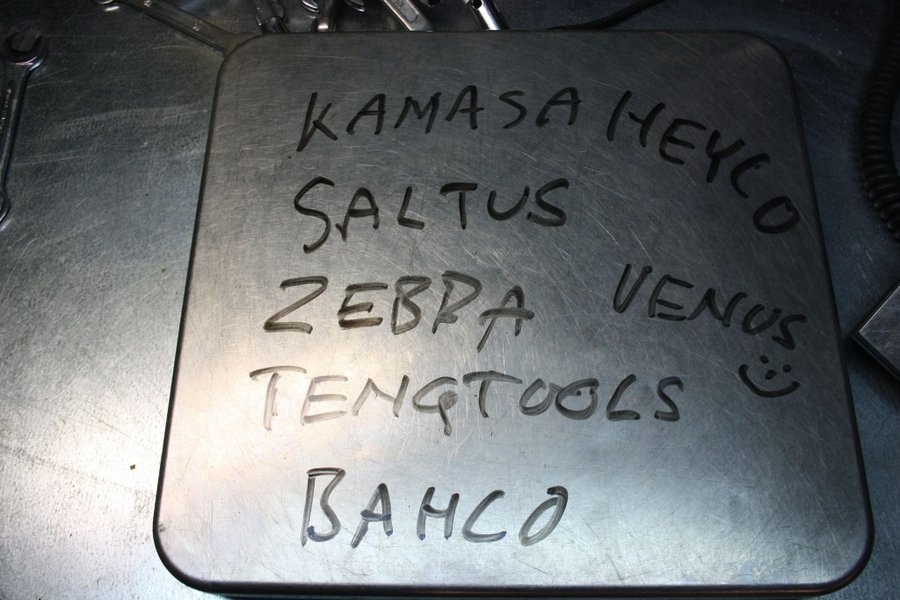 KAMASA HEYCO
SALTUS
ZEBRA VENUS
TENGTOOLS
BAHCO